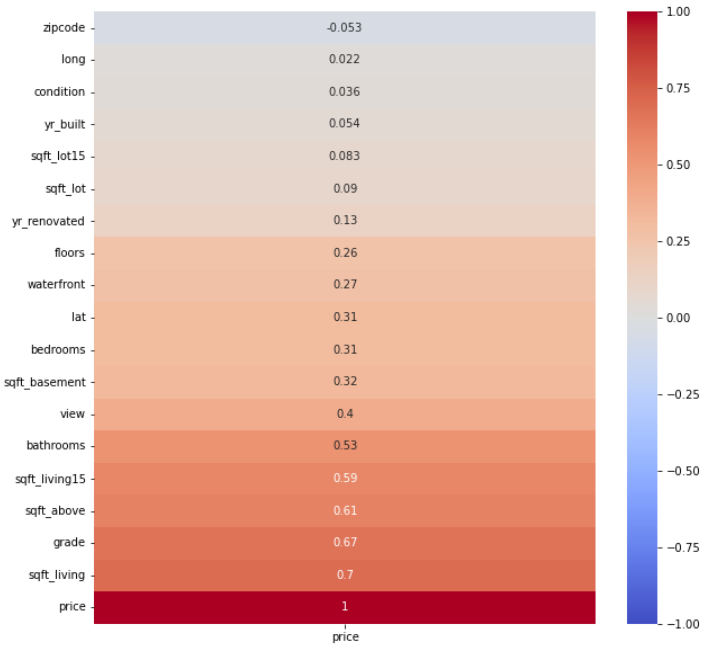 zipcode -0.053
long 0.022
condition 0.036
yr_built 0.054
sqft_lot15 0.083
sqft_lot 0.09
yr_renovated 0.13
floors 0.26
waterfront 0.27
lat 0.31
bedrooms 0.31
sqft_basement 0.32
view 0.4
bathrooms 0.53
sqft_living15 0.59
sqft_above 0.61
grade 0.67
sqft_living 0.7
price 1
price
1.00
0.75
0.50
0.25
0.00
−0.25
−0.50
−0.75
−1.00